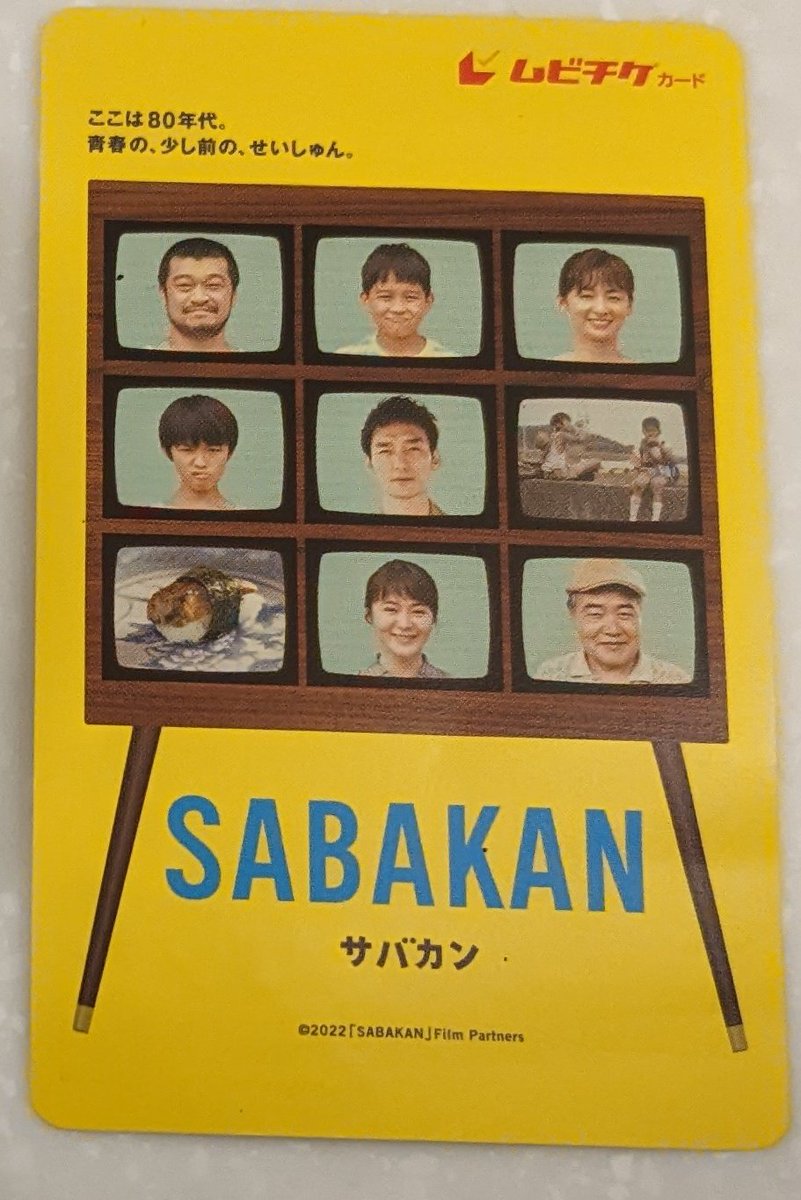 ムビチケカード
ここは80年代。
青春の、少し前の、せいしゅん。
SABAKAN
サバカン
©2022「SABAKAN」Film Partners